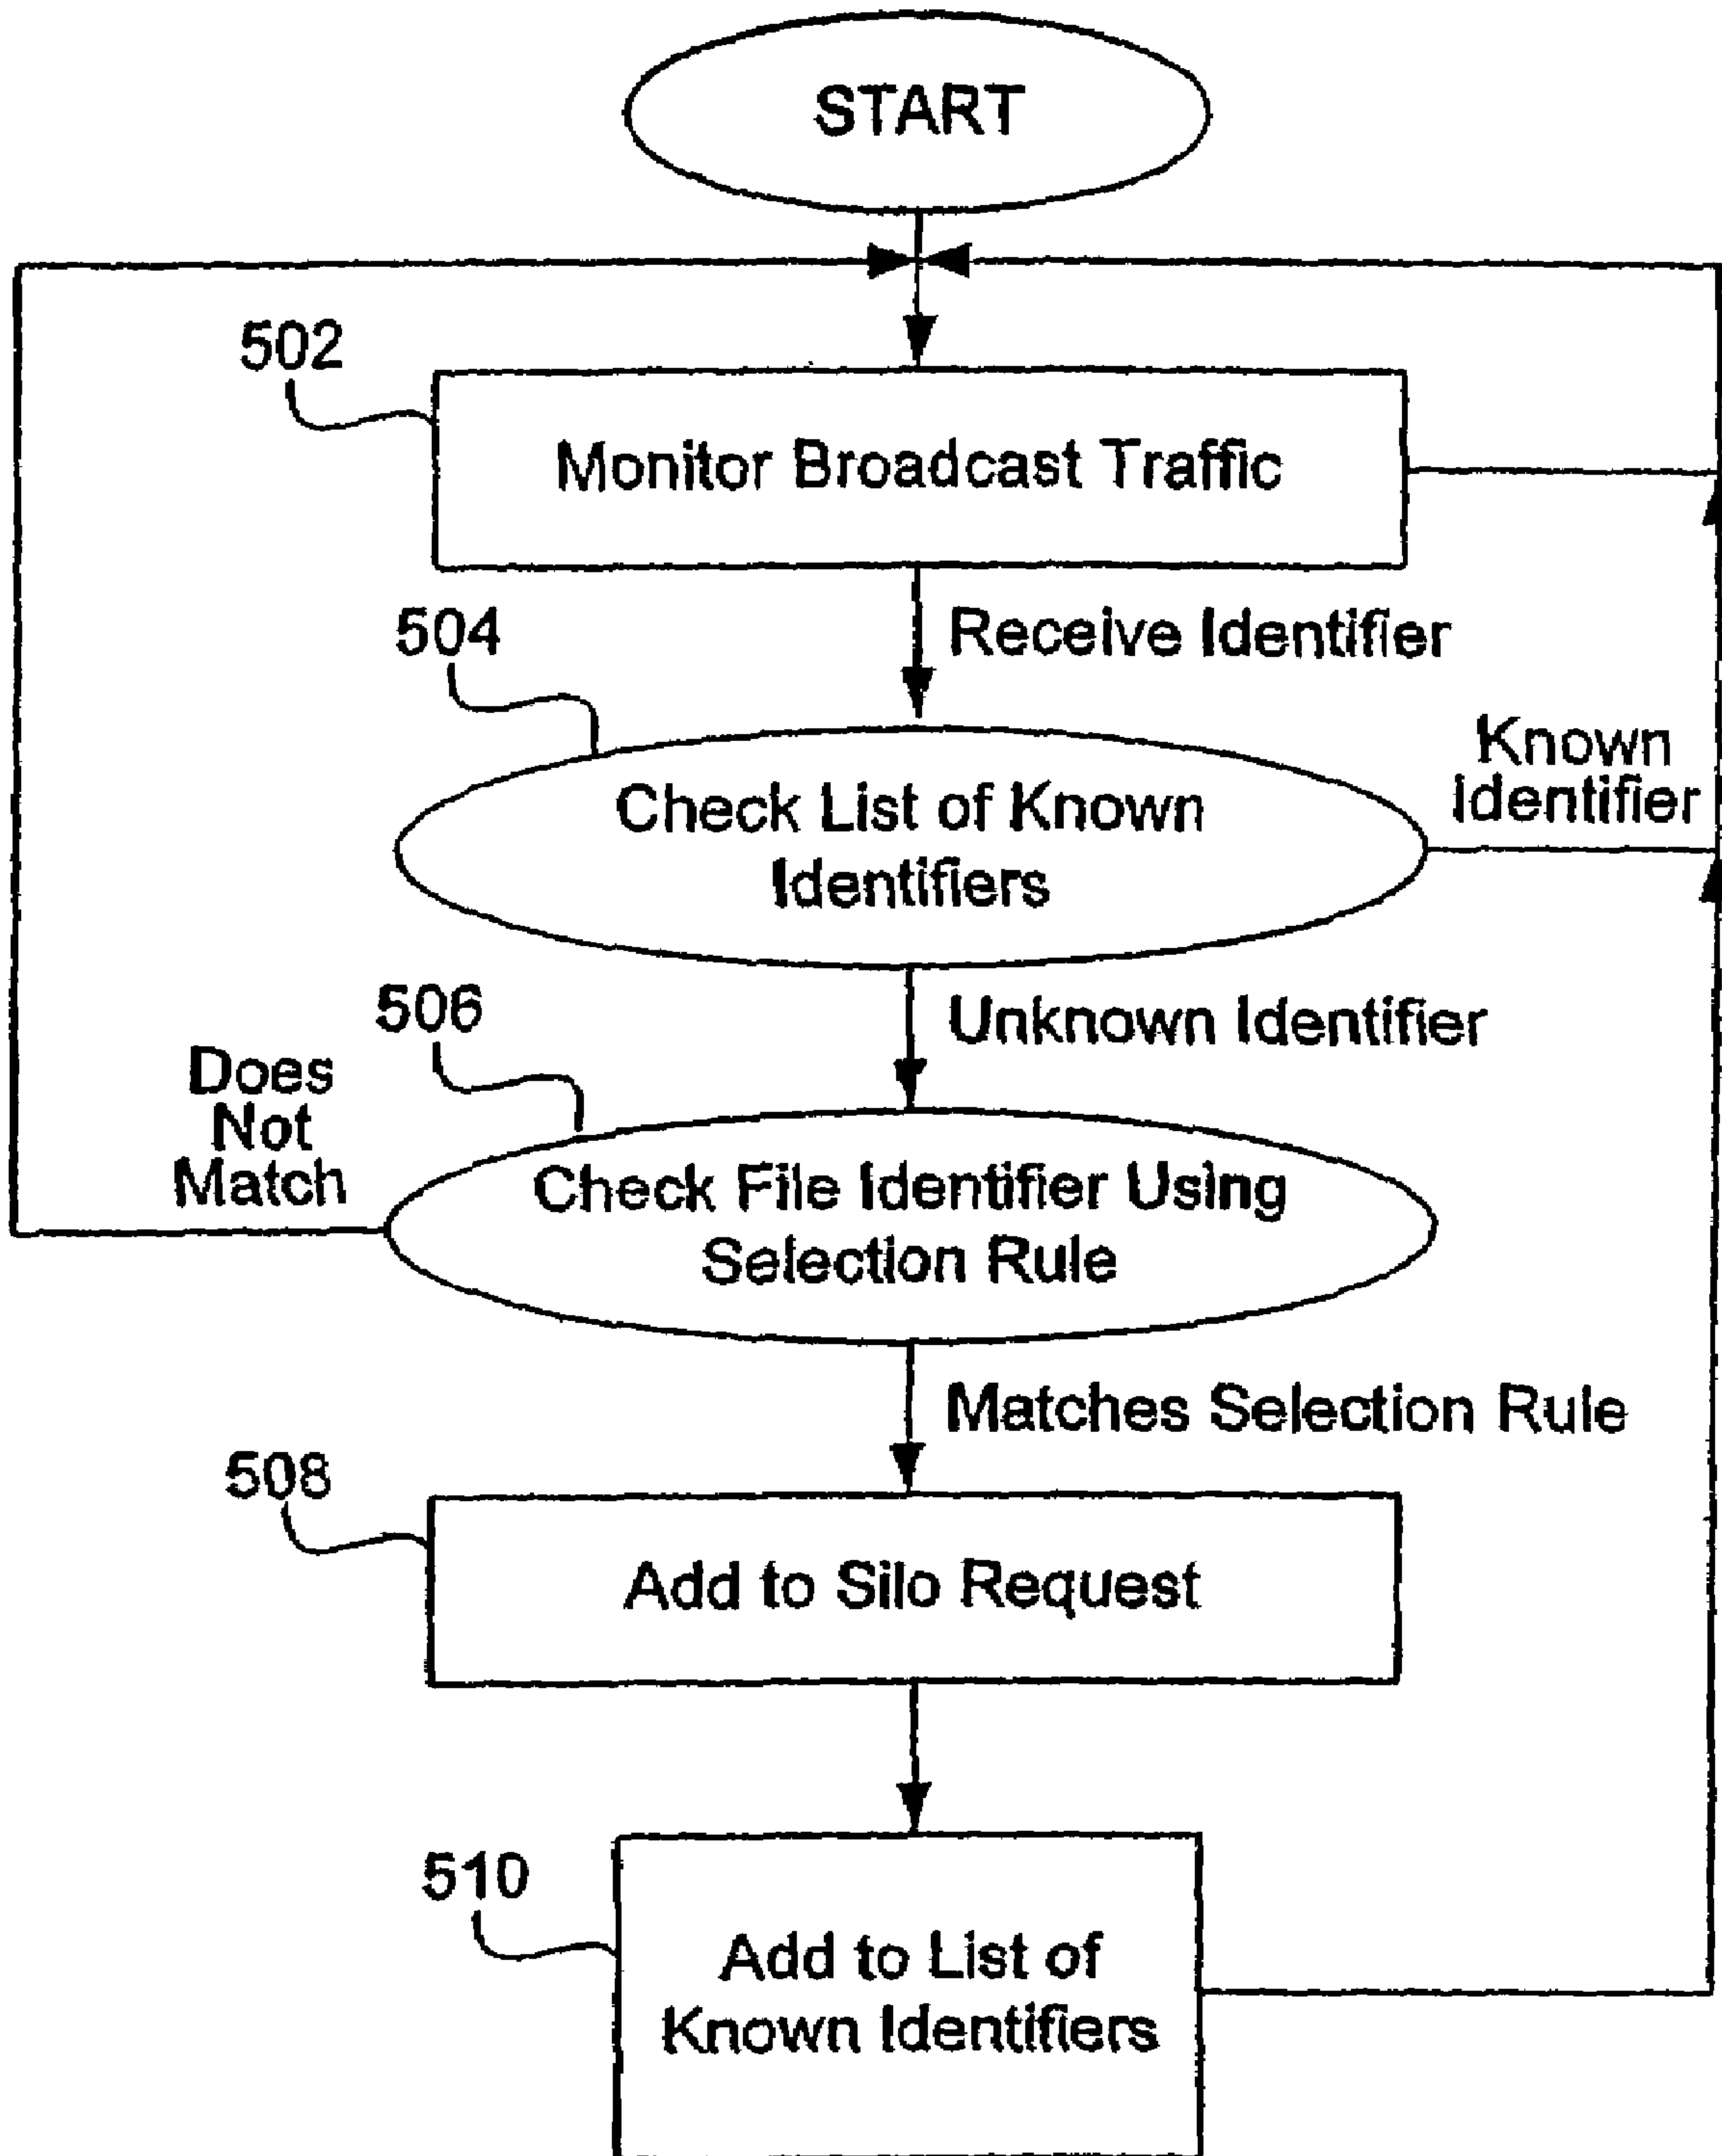 START
502
Monitor Broadcast Traffic
504
Receive Identifier
Check List of Known
Identifiers
Known
Identifier
506
Unknown Identifier
Does
Not
Match
Check File Identifier Using
Selection Rule
Matches Selection Rule
508
Add to Silo Request
510
Add to List of
Known Identifiers